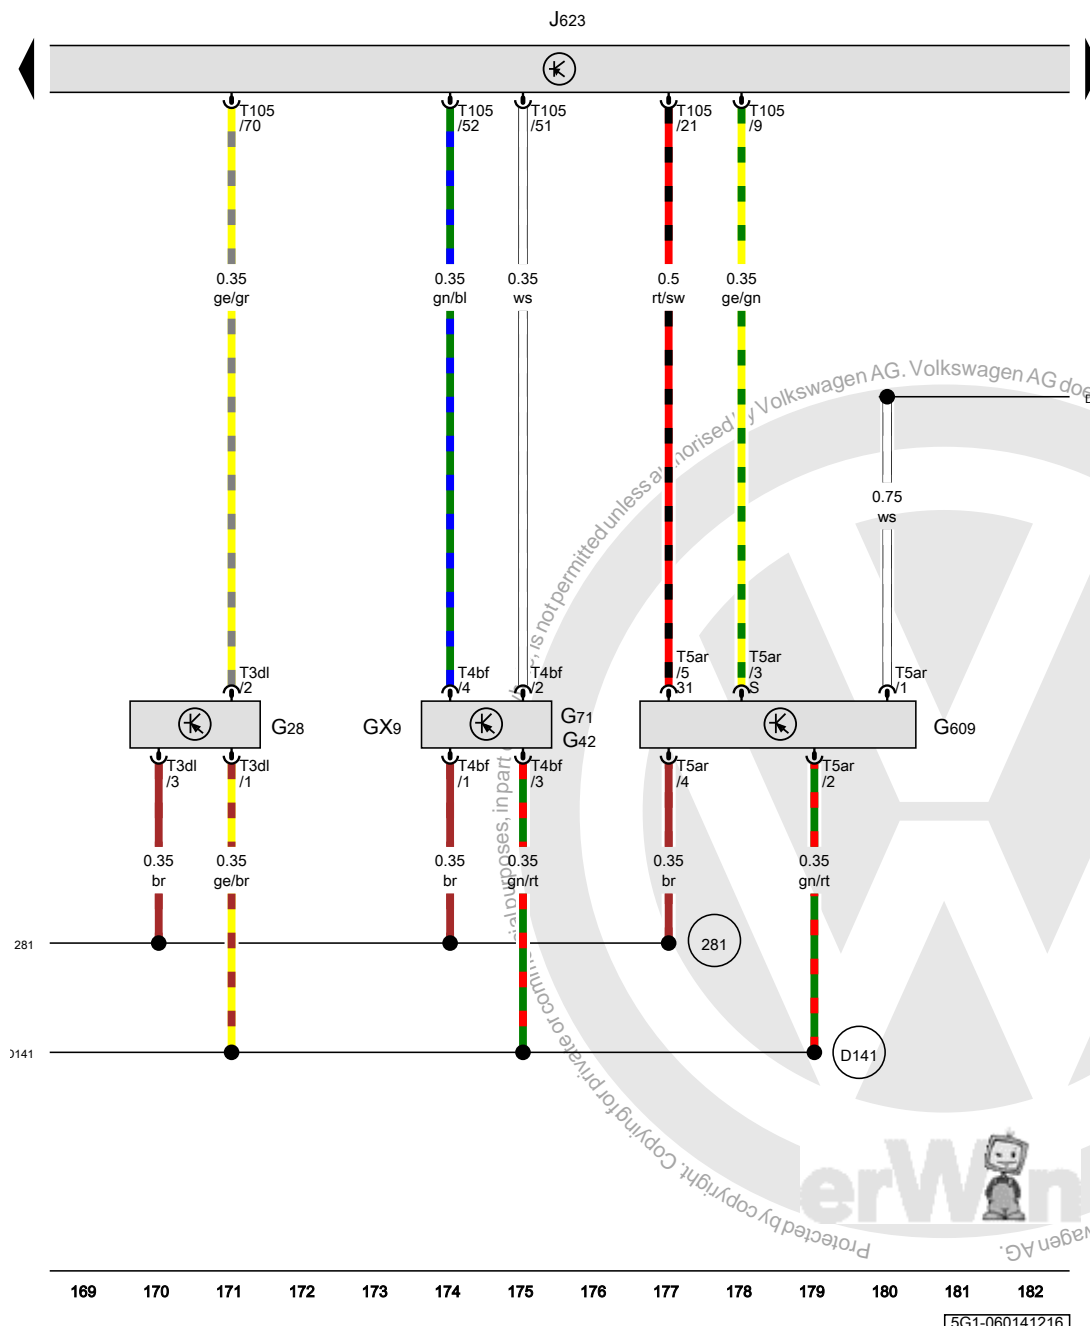 J623
T105
/70
T105
/52
T105
/51
T105
/21
T105
/9
0.35
ge/gr
0.35
gn/bl
0.35
ws
0.5
rt/sw
0.35
ge/gn
0.75
ws
T3dl
/2
T4bf
/4
T4bf
/2
T5ar
/5
31
T5ar
/3
S
T5ar
/1
G28
GX9
G71
G42
G609
T3dl
/3
T3dl
/1
T4bf
/1
T4bf
/3
T5ar
/4
T5ar
/2
0.35
br
0.35
ge/br
0.35
br
0.35
gn/rt
0.35
br
0.35
gn/rt
281
281
D141
D141
is not permitted unless
Volkswagen AG. Volkswagen AG does
purposes, in part
Protected by copyright. Copying for private or
wagen AG.
erWin
169 170 171 172 173 174 175 176 177 178 179 180 181 182
5G1-060141216